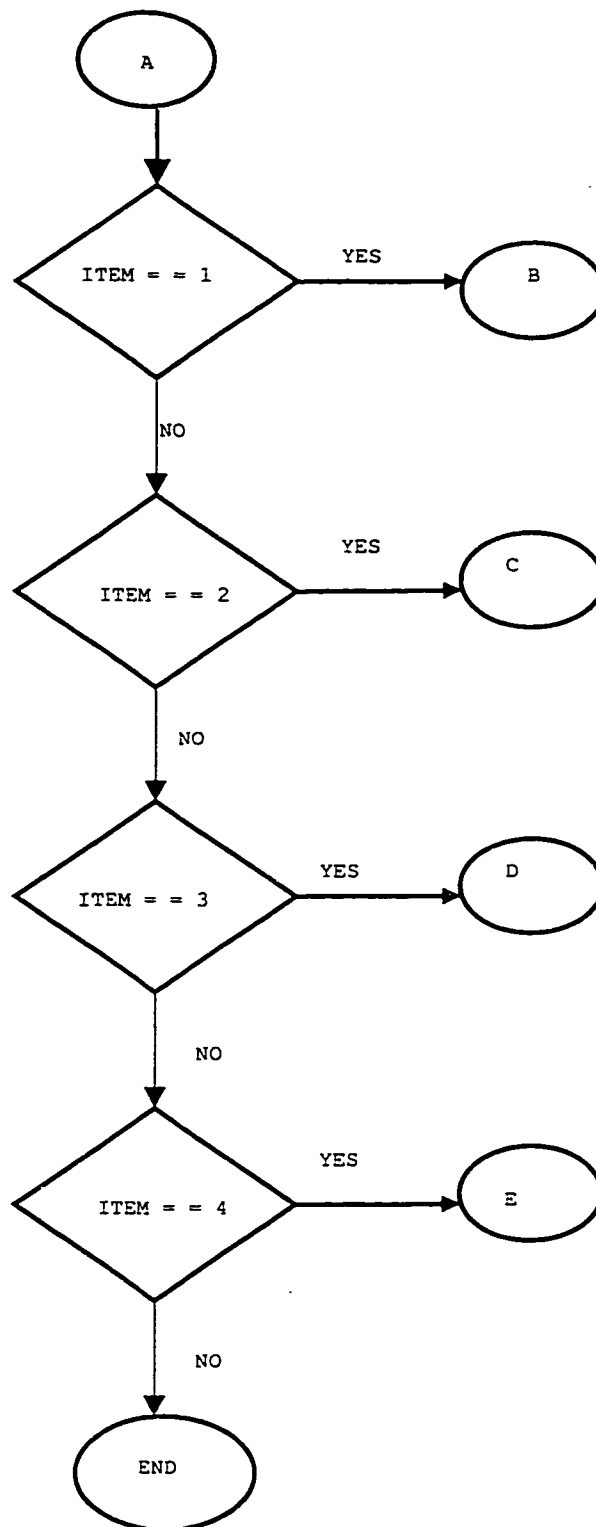 A
ITEM = = 1
YES
B
NO
ITEM = = 2
YES
C
NO
ITEM = = 3
YES
D
NO
ITEM = = 4
YES
E
NO
END